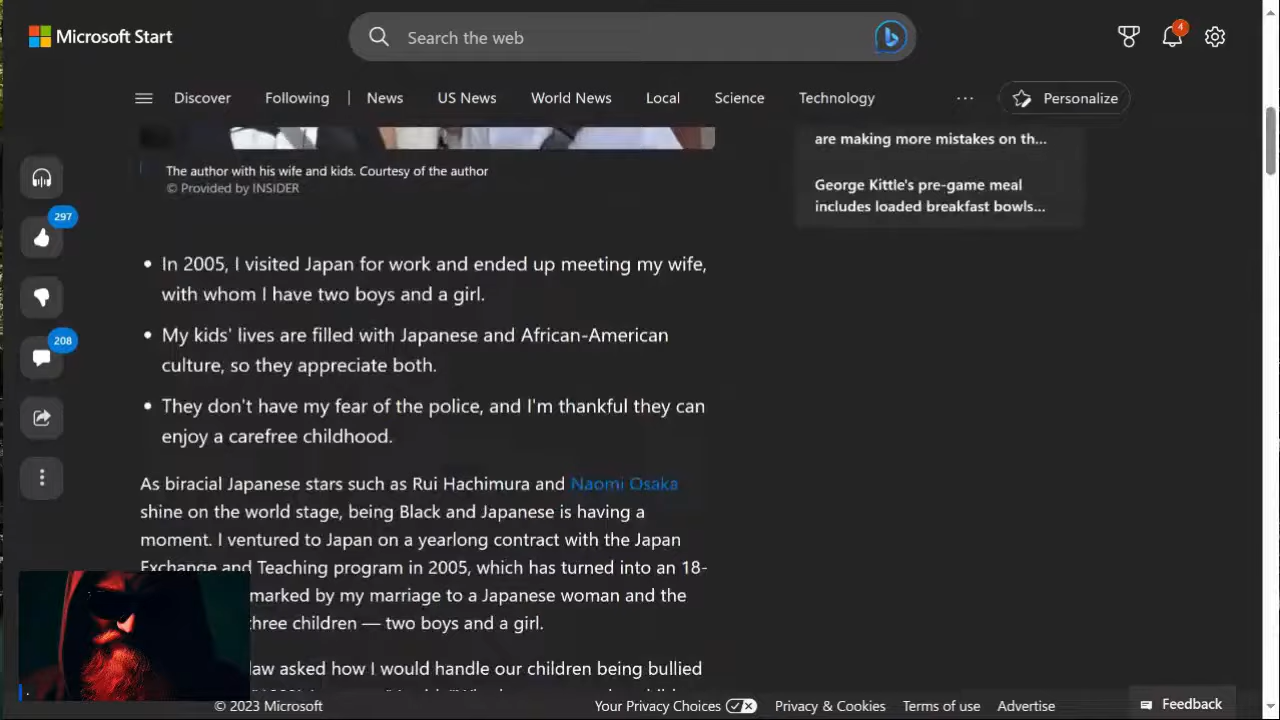 Microsoft Start
Search the web
4
Discover
Following
News
US News
World News
Local
Science
Technology
Personalize
are making more mistakes on th...
George Kittle's pre-game meal
includes loaded breakfast bowls...
The author with his wife and kids. Courtesy of the author
© Provided by INSIDER
297
208
• In 2005, I visited Japan for work and ended up meeting my wife,
with whom I have two boys and a girl.
• My kids' lives are filled with Japanese and African-American
culture, so they appreciate both.
• They don't have my fear of the police, and I'm thankful they can
enjoy a carefree childhood.
As biracial Japanese stars such as Rui Hachimura and Naomi Osaka
shine on the world stage, being Black and Japanese is having a
moment. I ventured to Japan on a yearlong contract with the Japan
Exchange and Teaching program in 2005, which has turned into an 18-
marked by my marriage to a Japanese woman and the
three children — two boys and a girl.
law asked how I would handle our children being bullied
© 2023 Microsoft
Your Privacy Choices
Privacy & Cookies
Terms of use
Advertise
Feedback